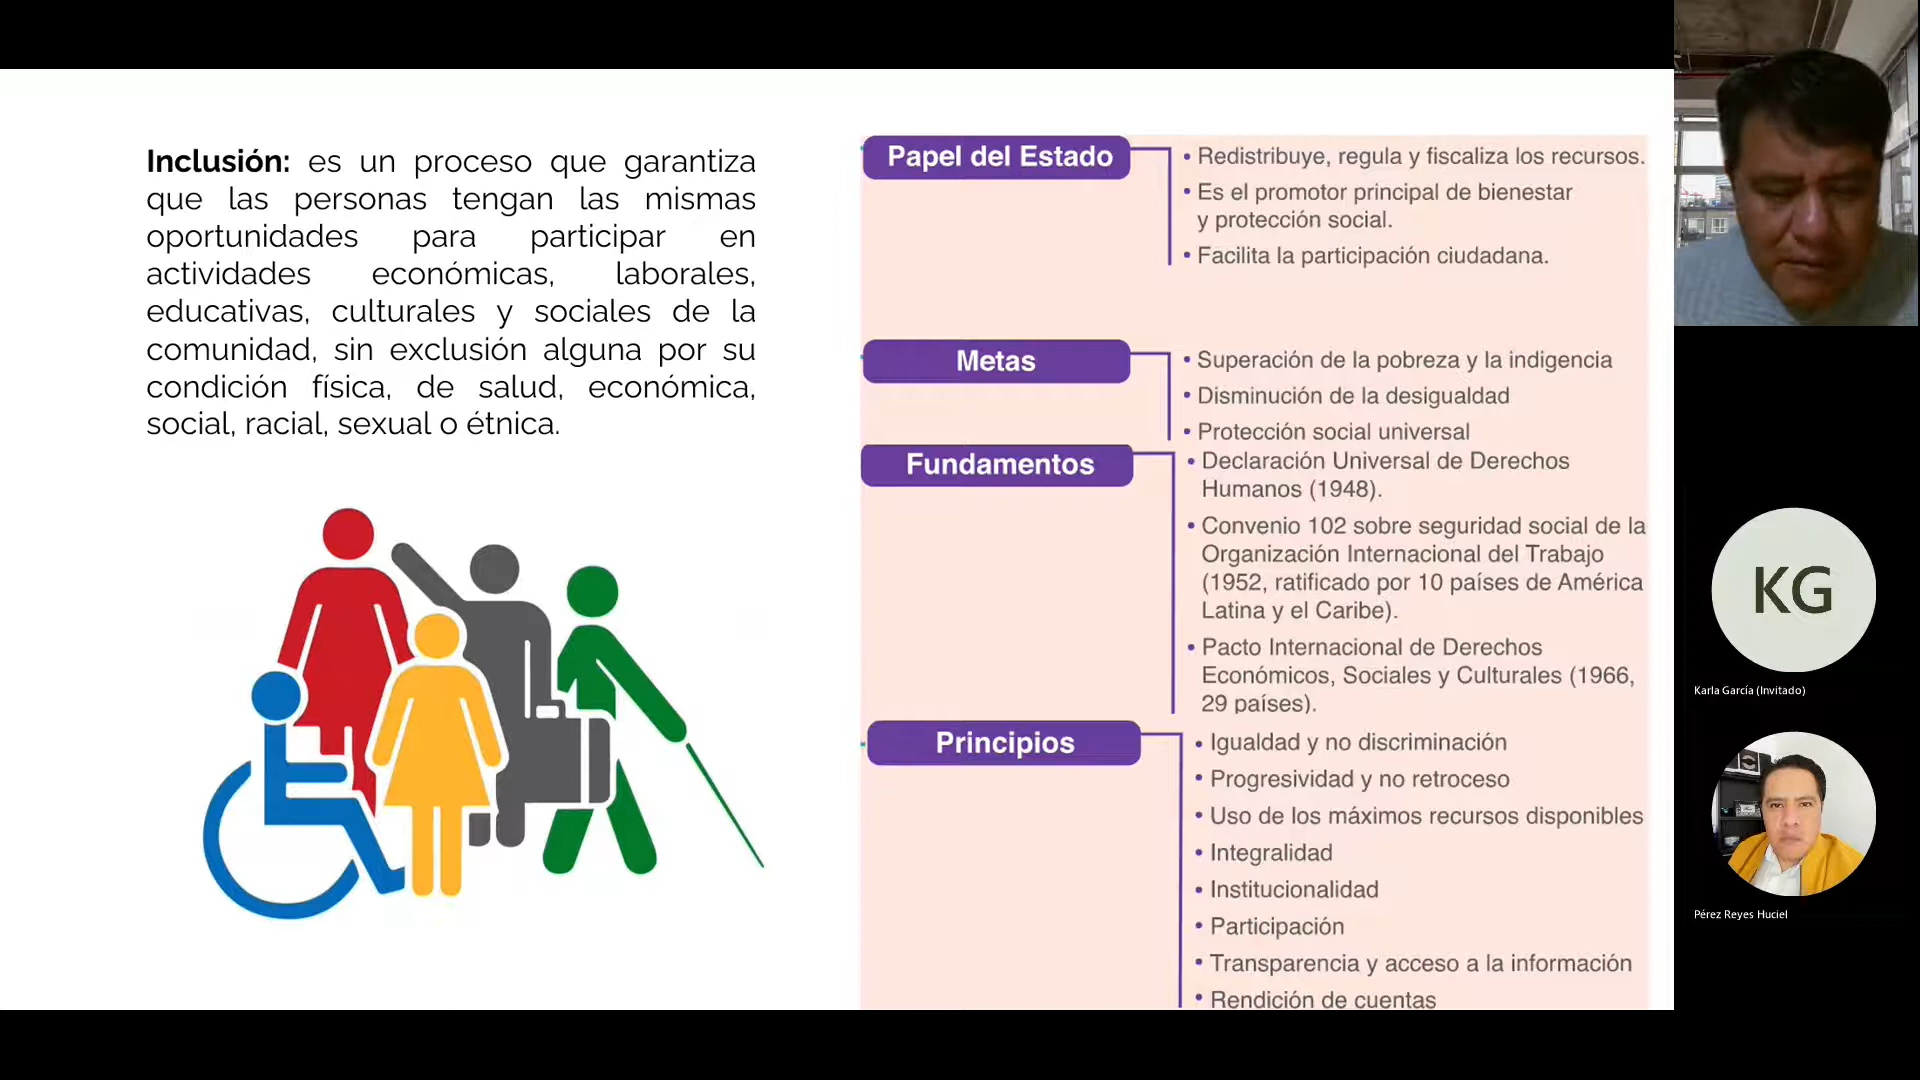 Inclusión: es un proceso que garantiza
que las personas tengan las mismas
oportunidades para participar en
actividades económicas, laborales,
educativas, culturales y sociales de la
comunidad, sin exclusión alguna por su
condición física, de salud, económica,
social, racial, sexual o étnica.
Papel del Estado
• Redistribuye, regula y fiscaliza los recursos.
• Es el promotor principal de bienestar
y protección social.
• Facilita la participación ciudadana.
Metas
• Superación de la pobreza y la indigencia
• Disminución de la desigualdad
• Protección social universal
Fundamentos
• Declaración Universal de Derechos
Humanos (1948).
• Convenio 102 sobre seguridad social de la
Organización Internacional del Trabajo
(1952, ratificado por 10 países de América
Latina y el Caribe).
• Pacto Internacional de Derechos
Económicos, Sociales y Culturales (1966,
29 países).
Principios
• Igualdad y no discriminación
• Progresividad y no retroceso
• Uso de los máximos recursos disponibles
• Integralidad
• Institucionalidad
• Participación
• Transparencia y acceso a la información
• Rendición de cuentas
KG
Karla García (Invitado)
Pérez Reyes Huciel